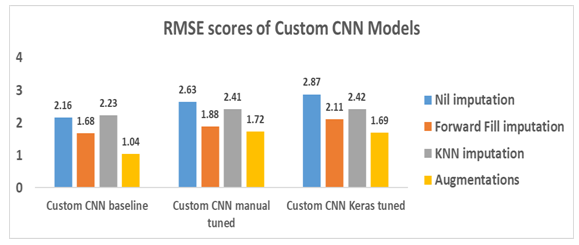 RMSE scores of Custom CNN Models
4
3
2
1
0
2.16
1.68
2.23
1.04
2.63
1.88
2.41
1.72
2.87
2.11
2.42
1.69
Custom CNN baseline
Custom CNN manual
tuned
Custom CNN Keras tuned
Nil imputation
Forward Fill imputation
KNN imputation
Augmentations